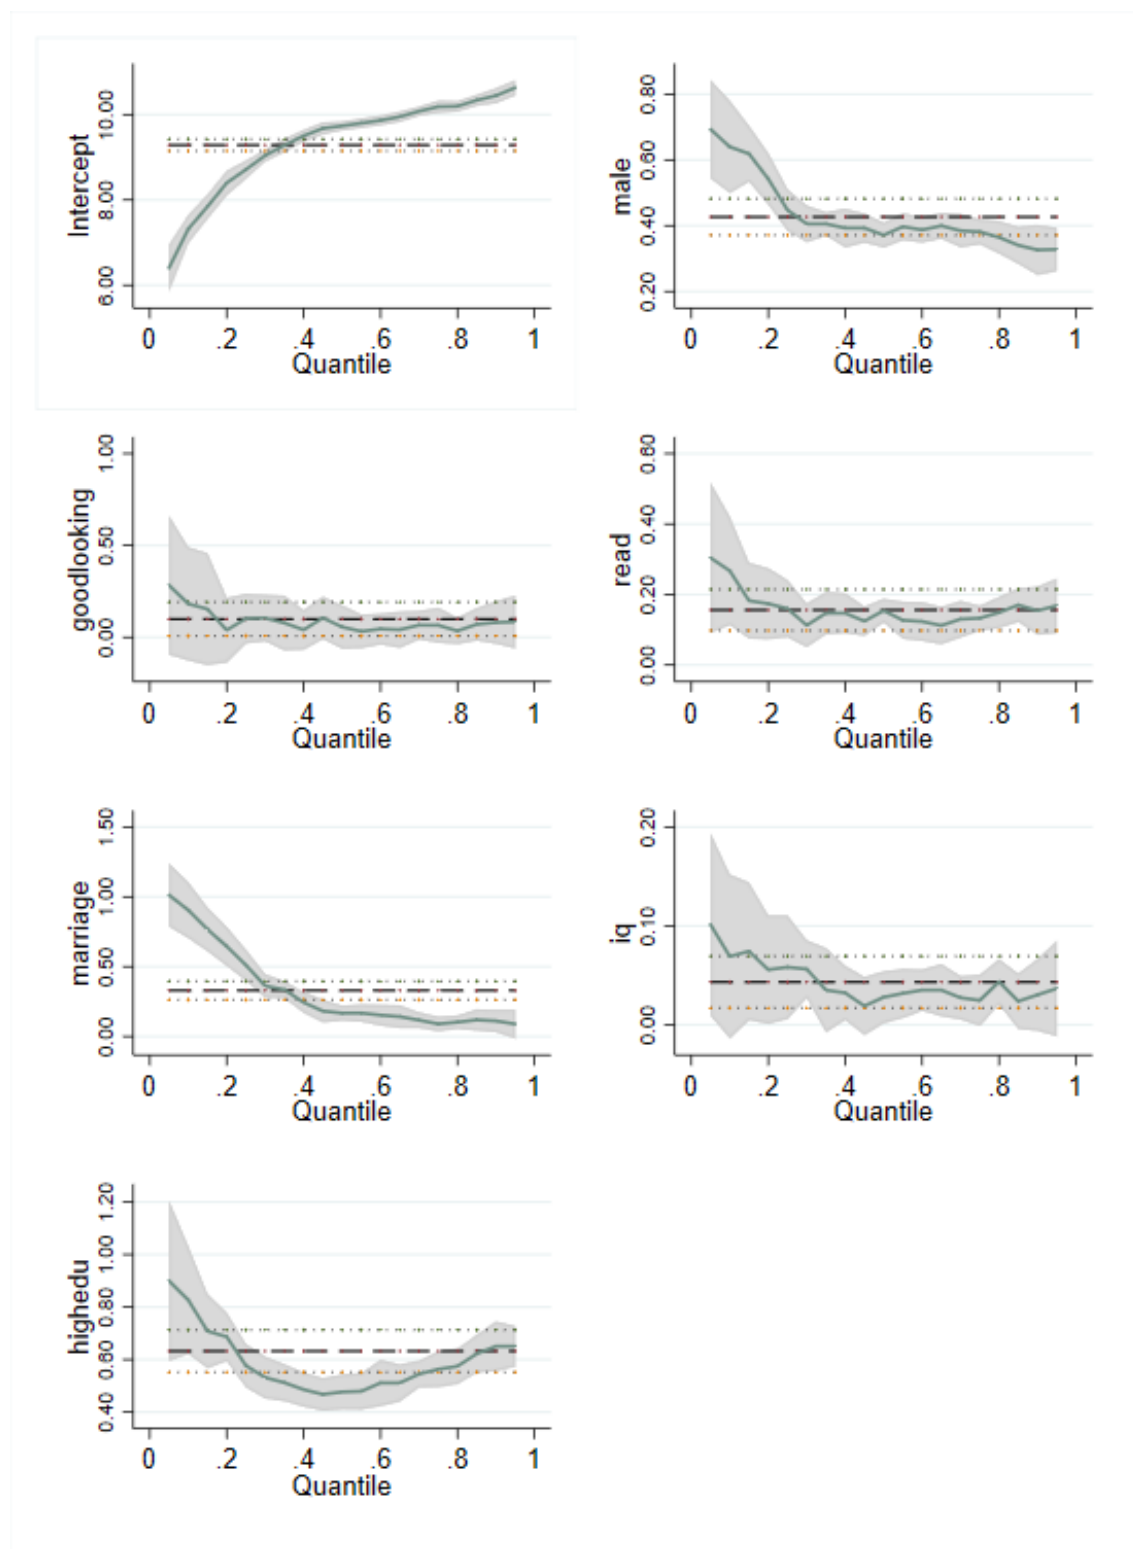 Intercept
10.00
8.00
6.00
0 .2 .4 .6 .8 1
Quantile
male
0.80
0.60
0.40
0.20
0 .2 .4 .6 .8 1
Quantile
goodlooking
1.00
0.50
0.00
0 .2 .4 .6 .8 1
Quantile
read
0.60
0.40
0.20
0.00
0 .2 .4 .6 .8 1
Quantile
marriage
1.50
1.00
0.50
0.00
0 .2 .4 .6 .8 1
Quantile
iq
0.20
0.10
0.00
0 .2 .4 .6 .8 1
Quantile
highedu
1.20
1.00
0.80
0.60
0.40
0 .2 .4 .6 .8 1
Quantile